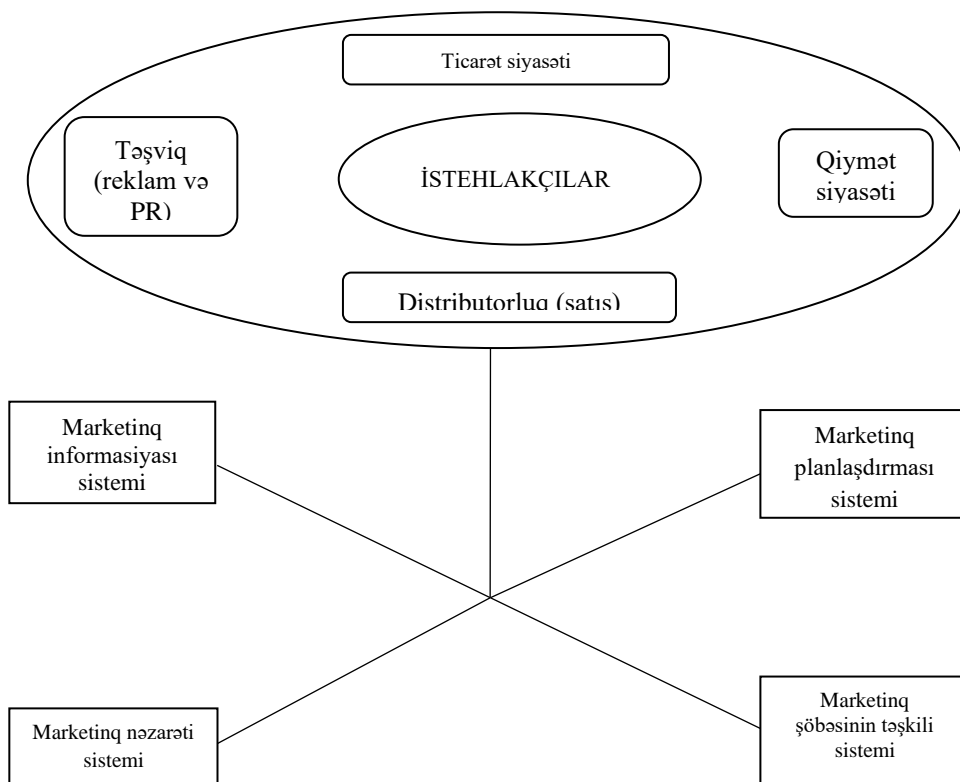 Ticarət siyasəti
Təşviq
(reklam və
PR)
İSTEHLAKÇILAR
Qiymət
siyasəti
Distributorluq (satış)
Marketinq
informasiyası
sistemi
Marketinq
planlaşdırması
sistemi
Marketinq nəzarəti
sistemi
Marketinq
şöbəsinin təşkili
sistemi